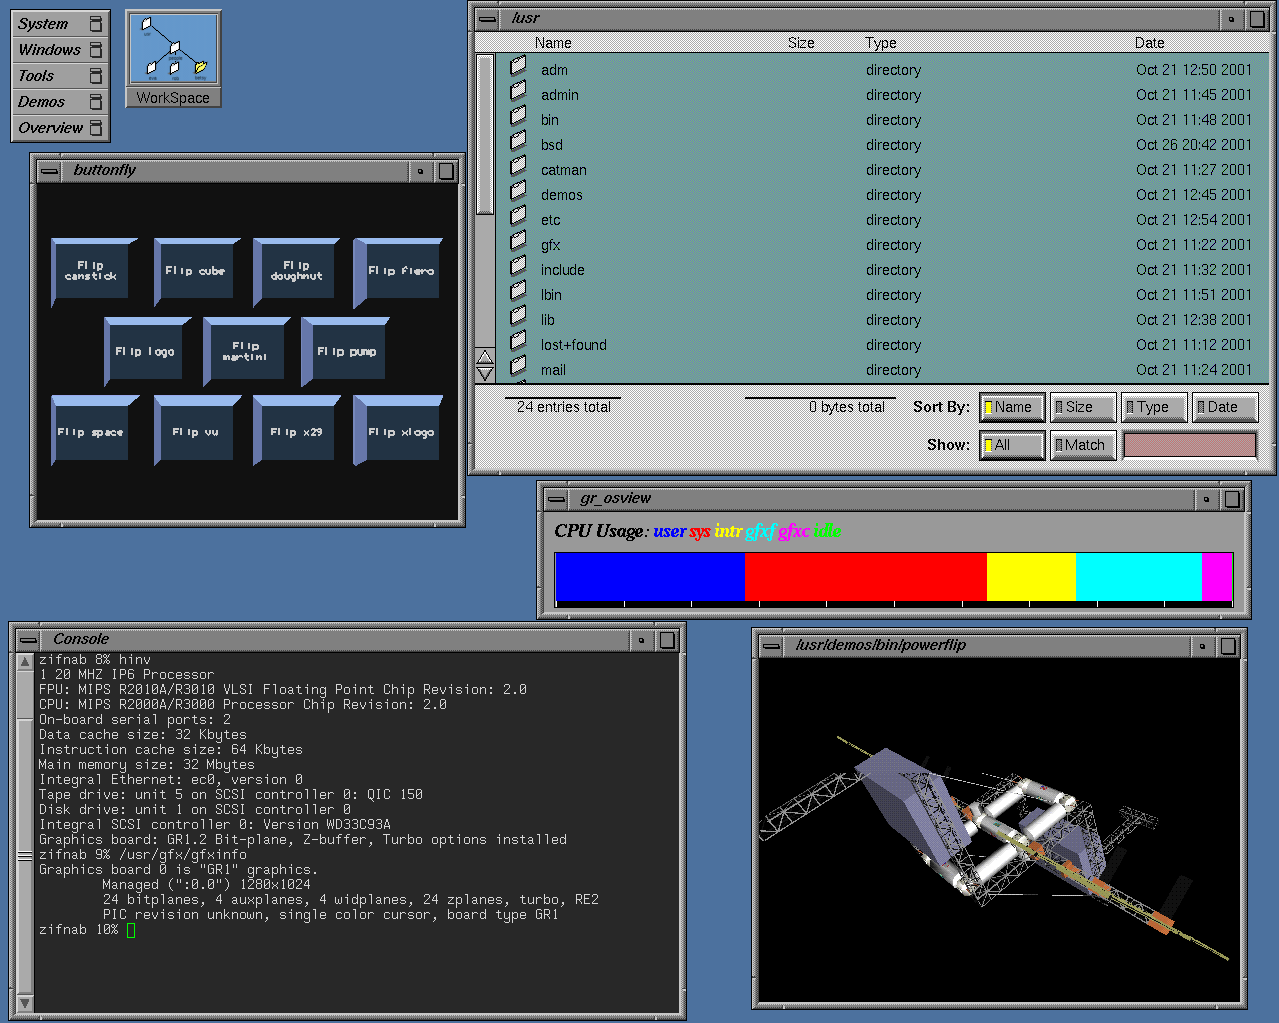 System
Windows
Tools
Demos
Overview
WorkSpace
/usr
Name Size Type Date
adm directory Oct 21 12:50 2001
admin directory Oct 21 11:45 2001
bin directory Oct 21 11:48 2001
bsd directory Oct 26 20:42 2001
catman directory Oct 21 11:27 2001
demos directory Oct 21 12:45 2001
etc directory Oct 21 12:54 2001
gfx directory Oct 21 11:22 2001
include directory Oct 21 11:32 2001
lbin directory Oct 21 11:51 2001
lib directory Oct 21 12:38 2001
lost+found directory Oct 21 11:12 2001
mail directory Oct 21 11:24 2001
24 entries total 0 bytes total Sort By: Name Size Type Date
Show: All Match
buttonfly
Flip canstick
Flip cube
Flip doughnut
Flip fiero
Flip logo
Flip martini
Flip pump
Flip space
Flip vw
Flip x29
Flip xlogo
gr_osview
CPU Usage: user sys intr gfxf gfxc idle
Console
zifnab 8% hinv
1 20 MHZ IP6 Processor
FPU: MIPS R2010A/R3010 VLSI Floating Point Chip Revision: 2.0
CPU: MIPS R2000A/R3000 Processor Chip Revision: 2.0
On-board serial ports: 2
Data cache size: 32 Kbytes
Instruction cache size: 64 Kbytes
Main memory size: 32 Mbytes
Integral Ethernet: ec0, version 0
Tape drive: unit 5 on SCSI controller 0: QIC 150
Disk drive: unit 1 on SCSI controller 0
Integral SCSI controller 0: Version WD33C93A
Graphics board: GR1.2 Bit-plane, Z-buffer, Turbo options installed
zifnab 9% /usr/gfx/gfxinfo
Graphics board 0 is "GR1" graphics.
Managed (":0.0") 1280x1024
24 bitplanes, 4 auxplanes, 4 widplanes, 24 zplanes, turbo, RE2
PIC revision unknown, single color cursor, board type GR1
zifnab 10%
/usr/demos/bin/powerflip